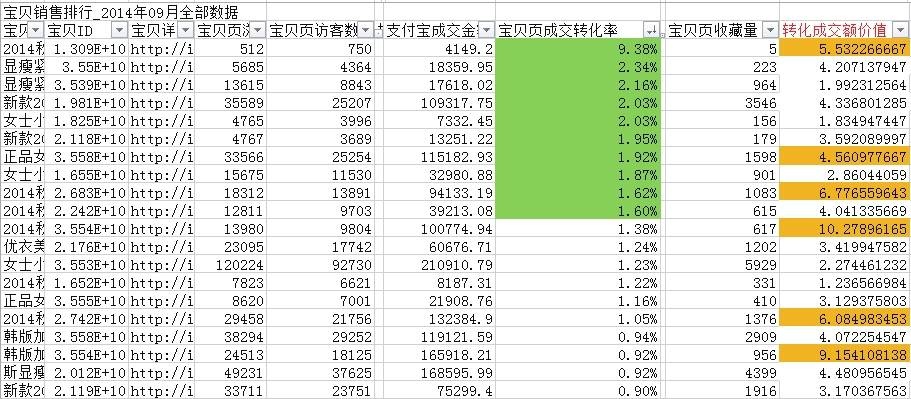 宝贝销售排行_2014年09月全部数据
宝贝 宝贝ID 宝贝详 宝贝页浏 宝贝页访客数 支付宝成交金 宝贝页成交转化率 宝贝页收藏量 转化成交额价值
2014秋 1.309E+10 http://i 512 750 4149.2 9.38% 5 5.532266667
显瘦紧 3.55E+10 http://i 5685 4364 18359.95 2.34% 223 4.207137947
显瘦紧 3.539E+10 http://i 13615 8843 17618.02 2.16% 964 1.992312564
新款20 1.981E+10 http://i 35589 25207 109317.75 2.03% 3546 4.336801285
女士小 1.825E+10 http://i 4765 3996 7332.45 2.03% 156 1.834947447
新款20 2.118E+10 http://i 4767 3689 13251.22 1.95% 179 3.592089997
正品女 3.558E+10 http://i 33566 25254 115182.93 1.92% 1598 4.560977667
女士小 1.655E+10 http://i 15675 11530 32980.88 1.87% 901 2.86044059
2014秋 2.683E+10 http://i 18312 13891 94133.19 1.62% 1083 6.776559643
2014秋 2.242E+10 http://i 12811 9703 39213.08 1.60% 615 4.041335669
2014秋 3.554E+10 http://i 13980 9804 100774.94 1.38% 617 10.27896165
优衣美 2.176E+10 http://i 23095 17742 60676.71 1.24% 1202 3.419947582
女士小 3.553E+10 http://i 120224 92730 210910.79 1.23% 5929 2.274461232
2014秋 1.652E+10 http://i 7823 6621 8187.31 1.22% 331 1.236566984
正品女 3.555E+10 http://i 8620 7001 21908.76 1.16% 410 3.129375803
2014秋 2.742E+10 http://i 29458 21756 132384.9 1.05% 1376 6.084983453
韩版加 3.558E+10 http://i 38294 29252 119121.59 0.94% 2909 4.072254547
韩版加 3.554E+10 http://i 24513 18125 165918.21 0.92% 956 9.154108138
斯显瘦 2.012E+10 http://i 49231 37625 168595.99 0.92% 4399 4.480956545
新款20 2.119E+10 http://i 33711 23751 75299.4 0.90% 1916 3.170367563